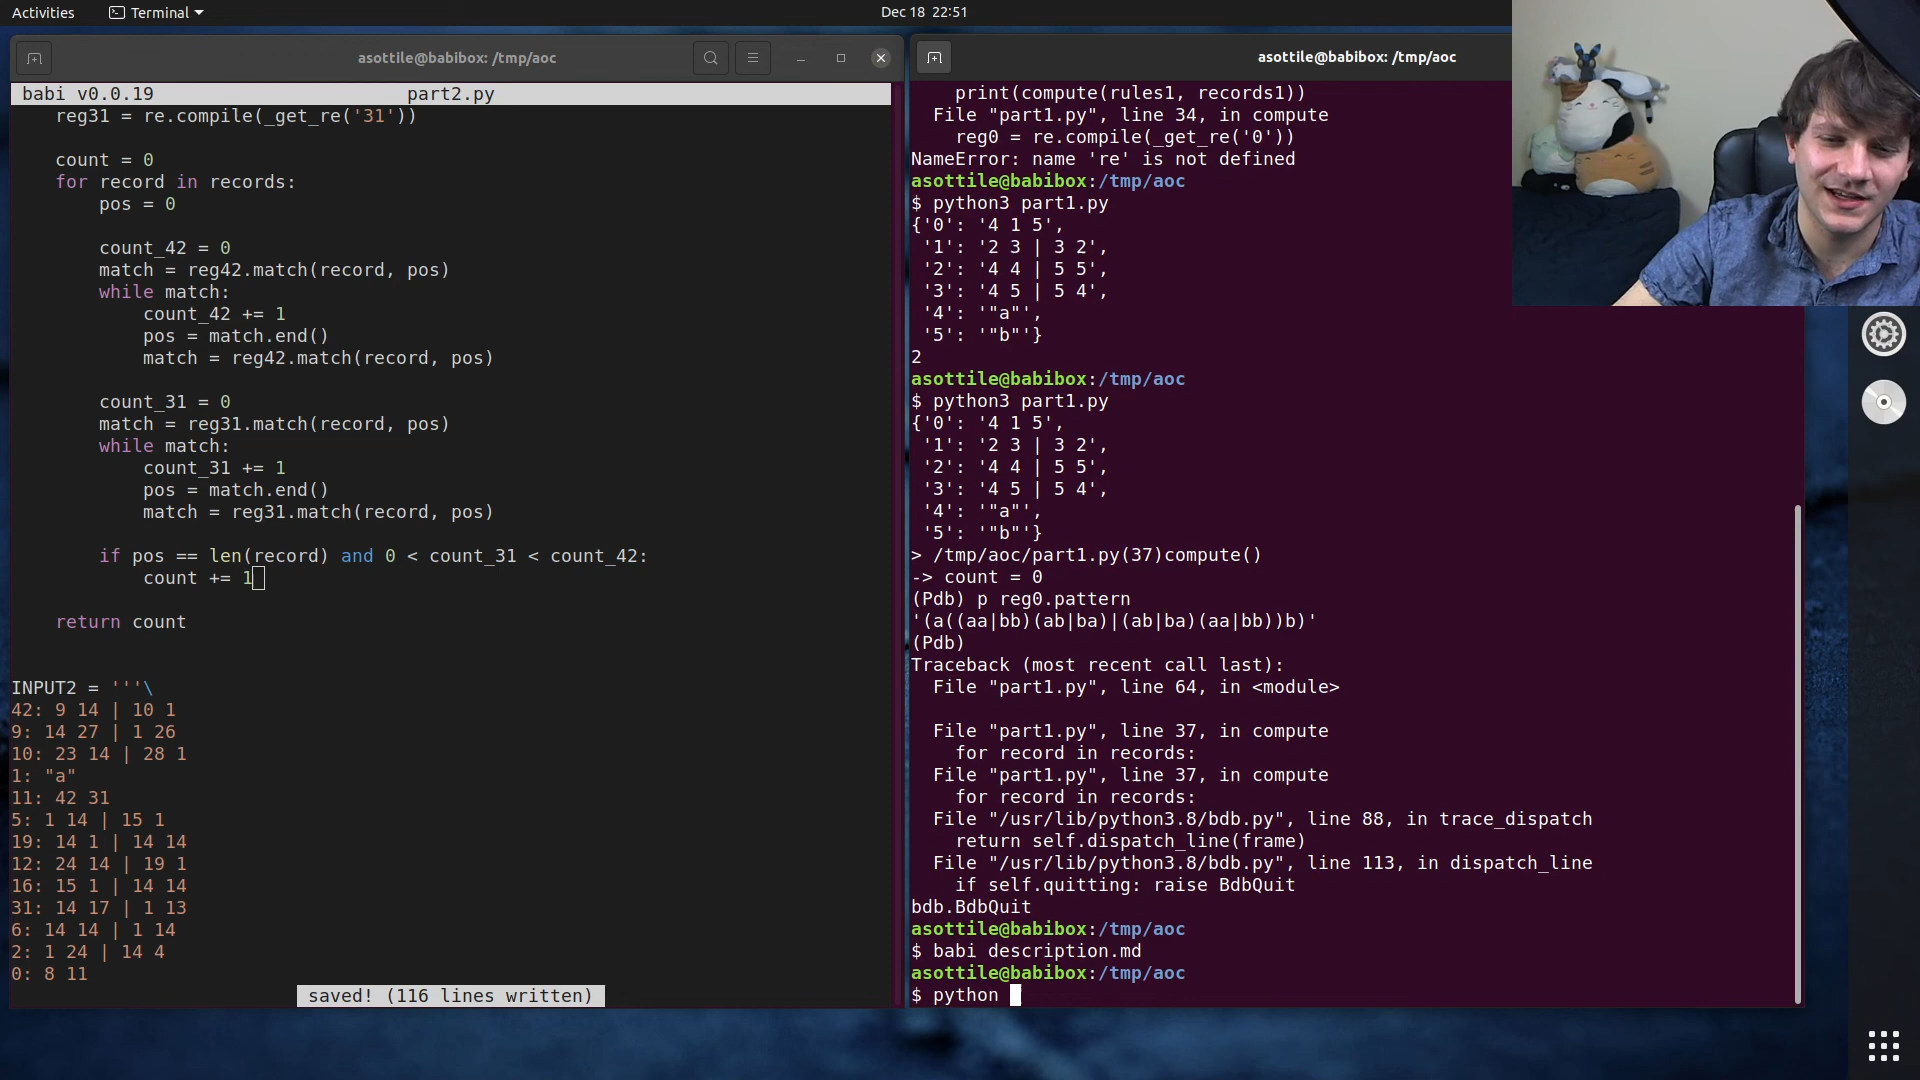 Activities
Terminal
Dec 18 22:51
asottile@babibox: /tmp/aoc
babi v0.0.19 part2.py
    reg31 = re.compile(_get_re('31'))
    count = 0
    for record in records:
        pos = 0
        count_42 = 0
        match = reg42.match(record, pos)
        while match:
            count_42 += 1
            pos = match.end()
            match = reg42.match(record, pos)
        count_31 = 0
        match = reg31.match(record, pos)
        while match:
            count_31 += 1
            pos = match.end()
            match = reg31.match(record, pos)
        if pos == len(record) and 0 < count_31 < count_42:
            count += 1
    return count
INPUT2 = '''\
42: 9 14 | 10 1
9: 14 27 | 1 26
10: 23 14 | 28 1
1: "a"
11: 42 31
5: 1 14 | 15 1
19: 14 1 | 14 14
12: 24 14 | 19 1
16: 15 1 | 14 14
31: 14 17 | 1 13
6: 14 14 | 1 14
2: 1 24 | 14 4
0: 8 11
saved! (116 lines written)
asottile@babibox: /tmp/aoc
    print(compute(rules1, records1))
  File "part1.py", line 34, in compute
    reg0 = re.compile(_get_re('0'))
NameError: name 're' is not defined
asottile@babibox:/tmp/aoc
$ python3 part1.py
{'0': '4 1 5',
 '1': '2 3 | 3 2',
 '2': '4 4 | 5 5',
 '3': '4 5 | 5 4',
 '4': '"a"',
 '5': '"b"'}
2
asottile@babibox:/tmp/aoc
$ python3 part1.py
{'0': '4 1 5',
 '1': '2 3 | 3 2',
 '2': '4 4 | 5 5',
 '3': '4 5 | 5 4',
 '4': '"a"',
 '5': '"b"'}
> /tmp/aoc/part1.py(37)compute()
-> count = 0
(Pdb) p reg0.pattern
'(a((aa|bb)(ab|ba)|(ab|ba)(aa|bb))b)'
(Pdb)
Traceback (most recent call last):
  File "part1.py", line 64, in <module>
  File "part1.py", line 37, in compute
    for record in records:
  File "part1.py", line 37, in compute
    for record in records:
  File "/usr/lib/python3.8/bdb.py", line 88, in trace_dispatch
    return self.dispatch_line(frame)
  File "/usr/lib/python3.8/bdb.py", line 113, in dispatch_line
    if self.quitting: raise BdbQuit
bdb.BdbQuit
asottile@babibox:/tmp/aoc
$ babi description.md
asottile@babibox:/tmp/aoc
$ python